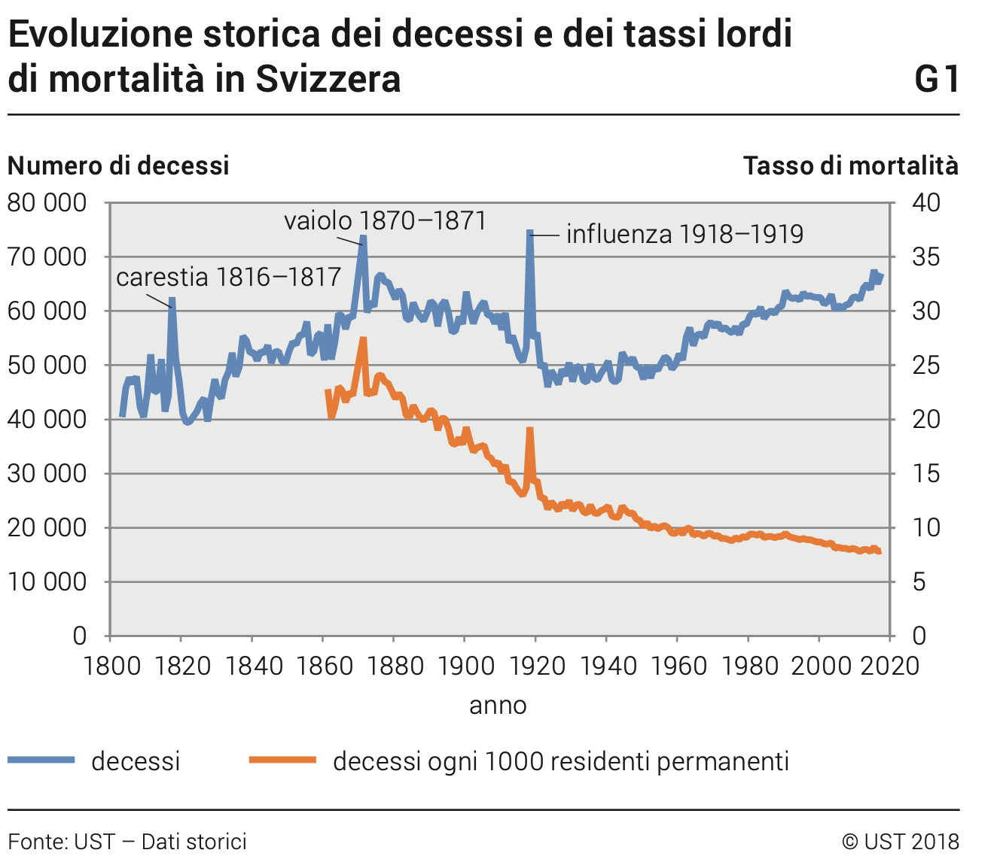 Evoluzione storica dei decessi e dei tassi lordi
di mortalità in Svizzera G 1
Numero di decessi Tasso di mortalità
80 000 40
vaiolo 1870–1871
influenza 1918–1919
70 000 35
carestia 1816–1817
60 000 30
50 000 25
40 000 20
30 000 15
20 000 10
10 000 5
0 0
1800 1820 1840 1860 1880 1900 1920 1940 1960 1980 2000 2020
anno
decessi decessi ogni 1000 residenti permanenti
Fonte: UST – Dati storici © UST 2018